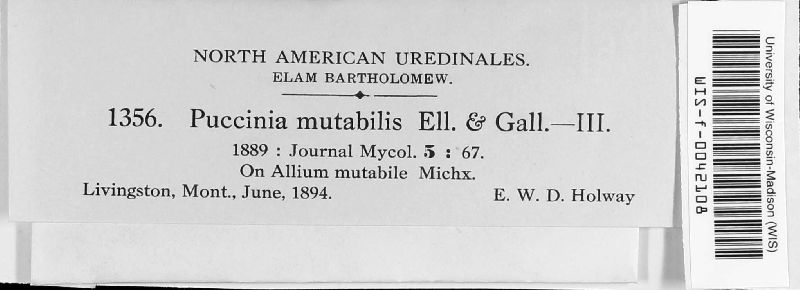 NORTH AMERICAN UREDINALES.
ELAM BARTHOLOMEW.
1356. Puccinia mutabilis Ell. & Gall.—III.
1889 : Journal Mycol. 5 : 67.
On Allium mutabile Michx.
Livingston, Mont., June, 1894. E. W. D. Holway
University of Wisconsin-Madison (WIS)
WIS-f-0042108